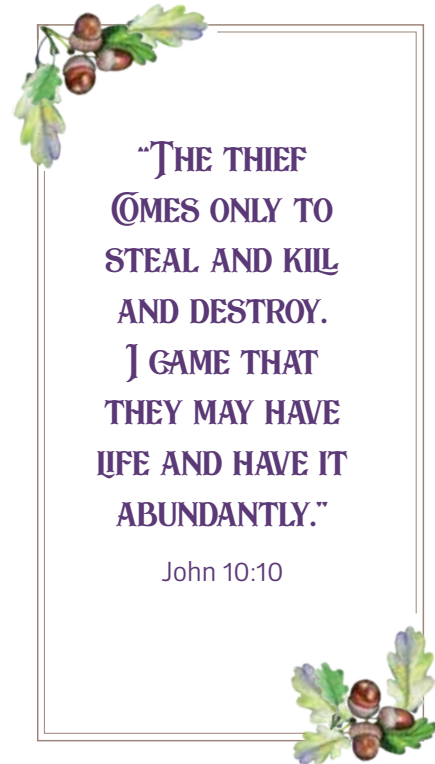 “The thief
comes only to
steal and kill
and destroy.
I came that
they may have
life and have it
abundantly.”
John 10:10